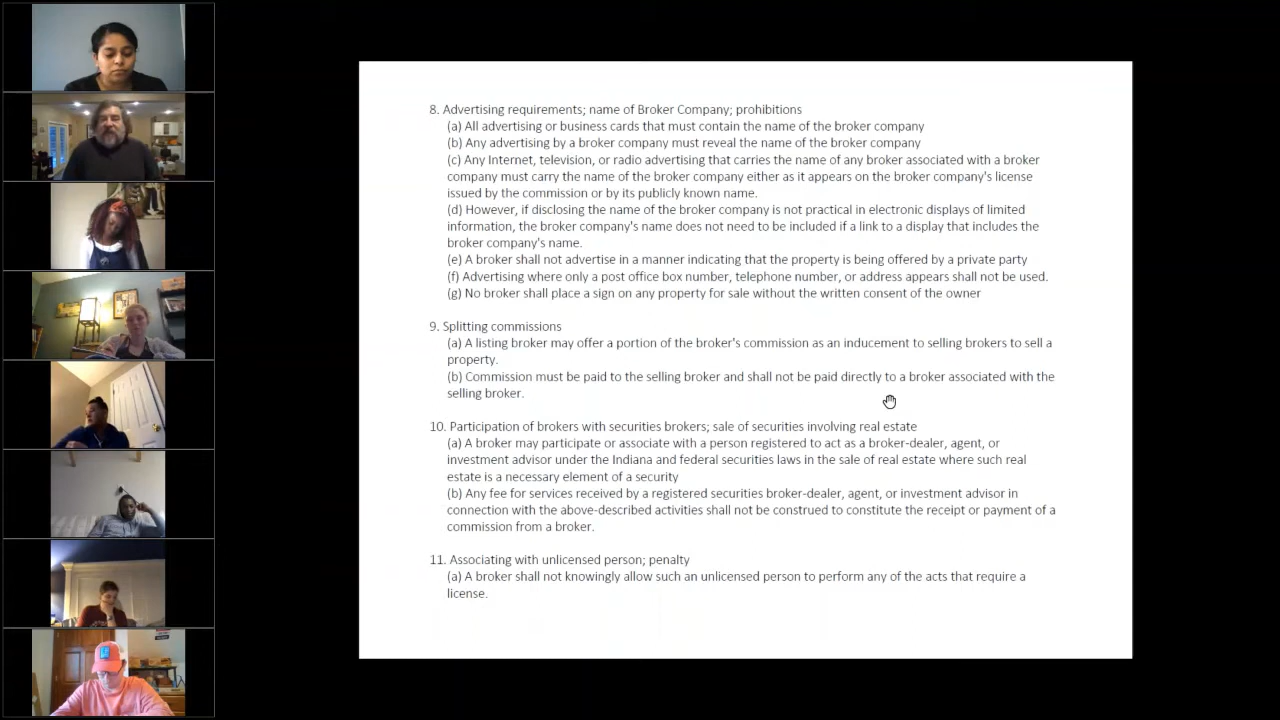 8. Advertising requirements; name of Broker Company; prohibitions
(a) All advertising or business cards that must contain the name of the broker company
(b) Any advertising by a broker company must reveal the name of the broker company
(c) Any Internet, television, or radio advertising that carries the name of any broker associated with a broker
company must carry the name of the broker company either as it appears on the broker company's license
issued by the commission or by its publicly known name.
(d) However, if disclosing the name of the broker company is not practical in electronic displays of limited
information, the broker company's name does not need to be included if a link to a display that includes the
broker company's name.
(e) A broker shall not advertise in a manner indicating that the property is being offered by a private party
(f) Advertising where only a post office box number, telephone number, or address appears shall not be used.
(g) No broker shall place a sign on any property for sale without the written consent of the owner
9. Splitting commissions
(a) A listing broker may offer a portion of the broker's commission as an inducement to selling brokers to sell a
property.
(b) Commission must be paid to the selling broker and shall not be paid directly to a broker associated with the
selling broker.
10. Participation of brokers with securities brokers; sale of securities involving real estate
(a) A broker may participate or associate with a person registered to act as a broker-dealer, agent, or
investment advisor under the Indiana and federal securities laws in the sale of real estate where such real
estate is a necessary element of a security
(b) Any fee for services received by a registered securities broker-dealer, agent, or investment advisor in
connection with the above-described activities shall not be construed to constitute the receipt or payment of a
commission from a broker.
11. Associating with unlicensed person; penalty
(a) A broker shall not knowingly allow such an unlicensed person to perform any of the acts that require a
license.